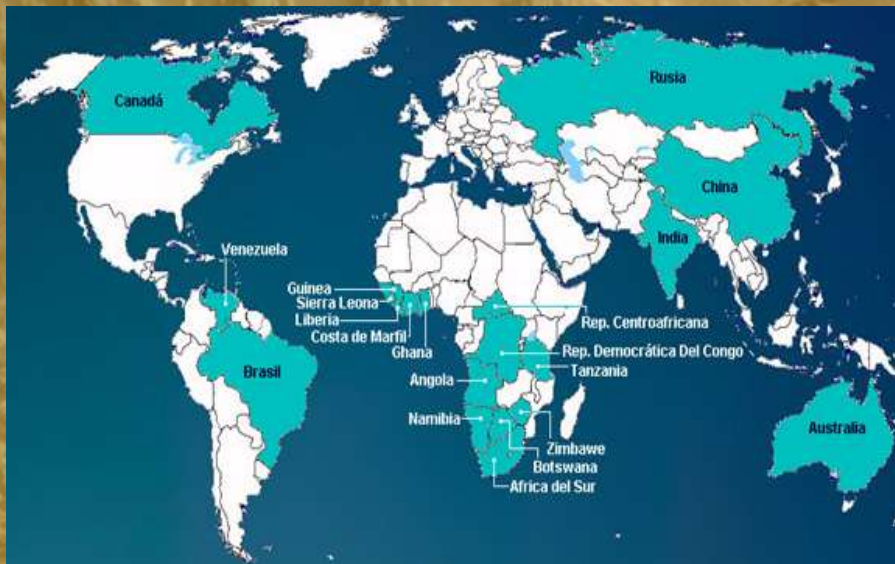 Canadá
Rusia
China
India
Venezuela
Guinea
Sierra Leona
Liberia
Costa de Marfil
Ghana
Rep. Centroafricana
Rep. Democrática Del Congo
Tanzania
Brasil
Angola
Namibia
Australia
Zimbawe
Botswana
Africa del Sur